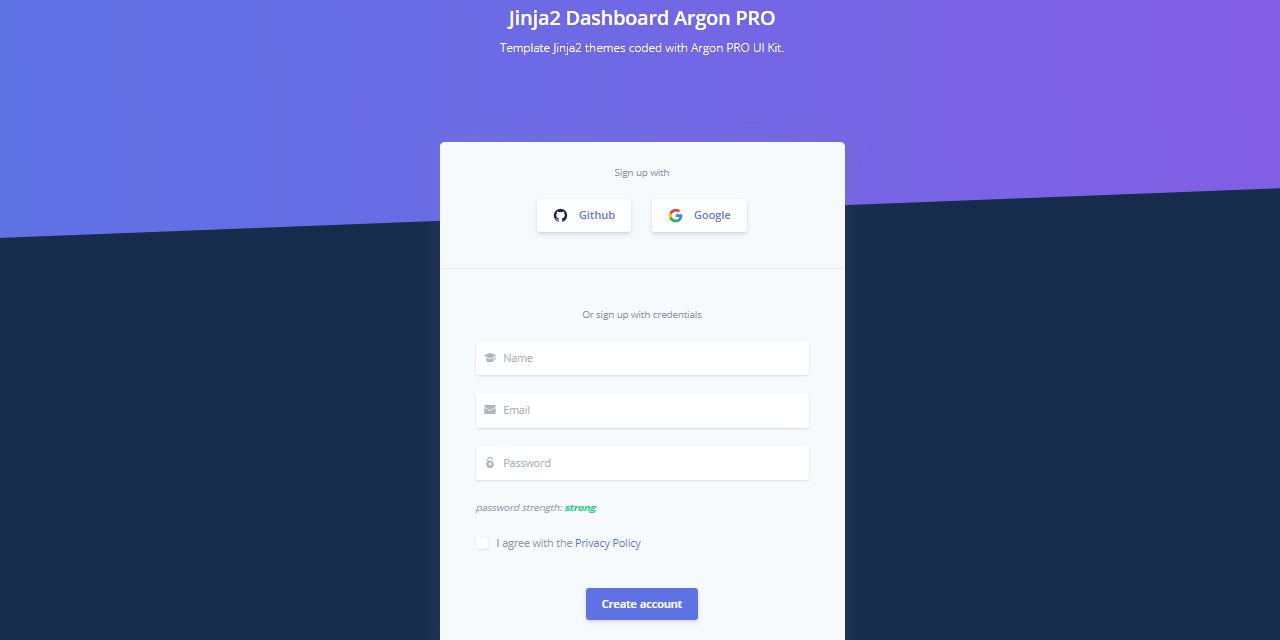 Jinja2 Dashboard Argon PRO
Template Jinja2 themes coded with Argon PRO UI Kit.
Sign up with
Github Google
Or sign up with credentials
Name
Email
Password
password strength: strong
I agree with the Privacy Policy
Create account